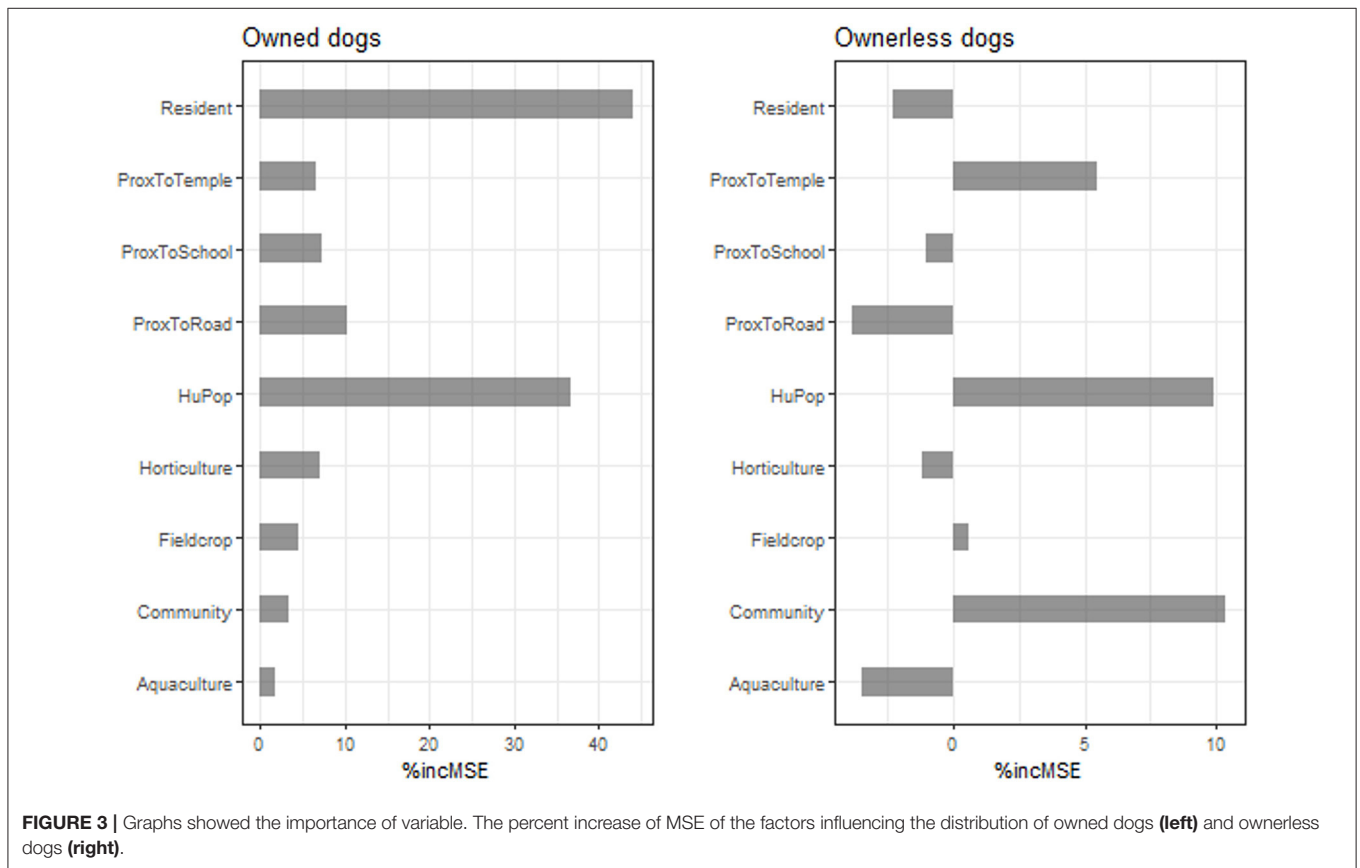 Owned dogs
Resident
ProxToTemple
ProxToSchool
ProxToRoad
HuPop
Horticulture
Fieldcrop
Community
Aquaculture
0 10 20 30 40
%incMSE
Ownerless dogs
Resident
ProxToTemple
ProxToSchool
ProxToRoad
HuPop
Horticulture
Fieldcrop
Community
Aquaculture
0 5 10
%incMSE
FIGURE 3 | Graphs showed the importance of variable. The percent increase of MSE of the factors influencing the distribution of owned dogs (left) and ownerless
dogs (right).